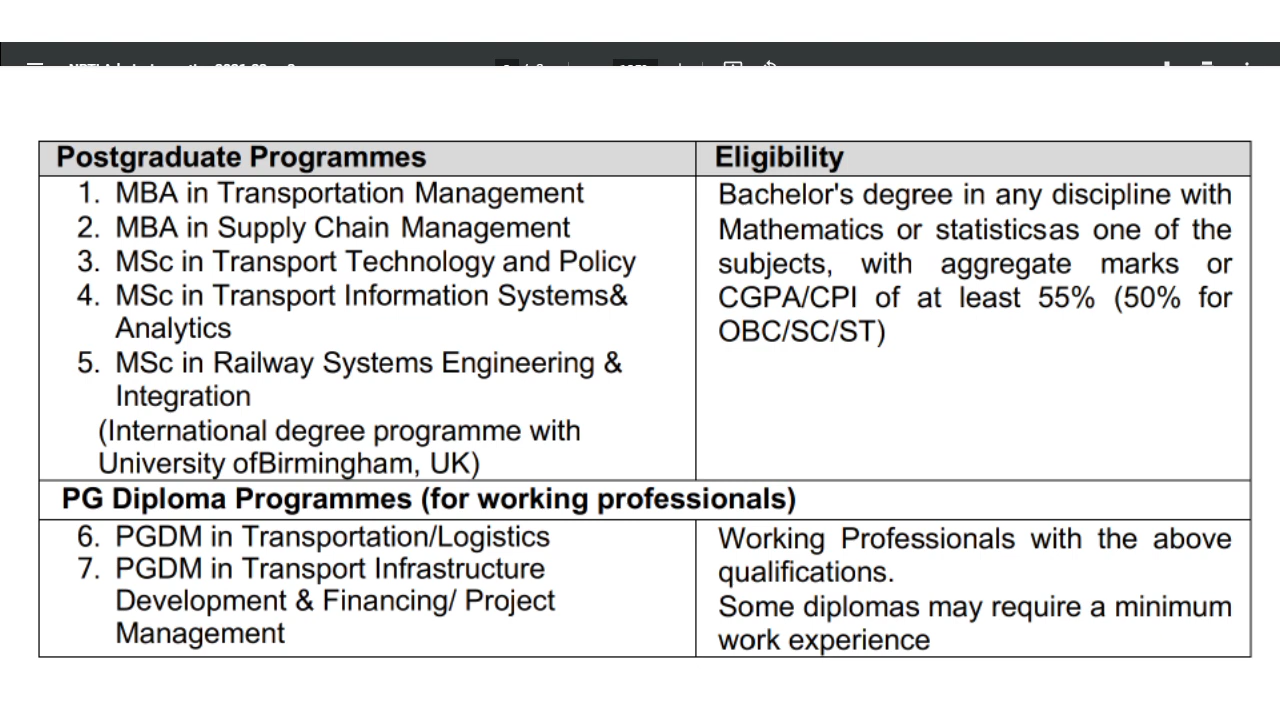 Postgraduate Programmes
Eligibility
1. MBA in Transportation Management
2. MBA in Supply Chain Management
3. MSc in Transport Technology and Policy
4. MSc in Transport Information Systems&
Analytics
5. MSc in Railway Systems Engineering &
Integration
(International degree programme with
University ofBirmingham, UK)
Bachelor's degree in any discipline with
Mathematics or statisticsas one of the
subjects, with aggregate marks or
CGPA/CPI of at least 55% (50% for
OBC/SC/ST)
PG Diploma Programmes (for working professionals)
6. PGDM in Transportation/Logistics
7. PGDM in Transport Infrastructure
Development & Financing/ Project
Management
Working Professionals with the above
qualifications.
Some diplomas may require a minimum
work experience